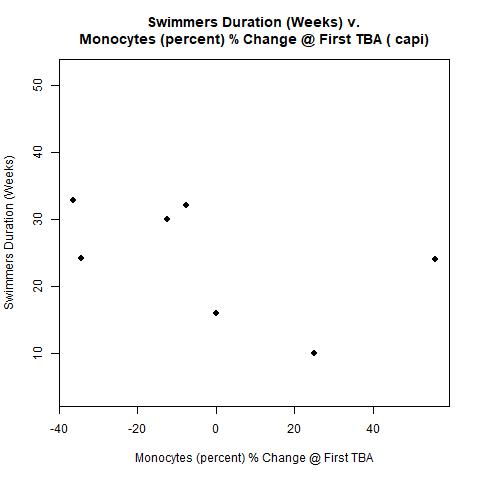 Swimmers Duration (Weeks) v.
Monocytes (percent) % Change @ First TBA ( capi)
Swimmers Duration (Weeks)
50
40
30
20
10
-40
-20
0
20
40
Monocytes (percent) % Change @ First TBA